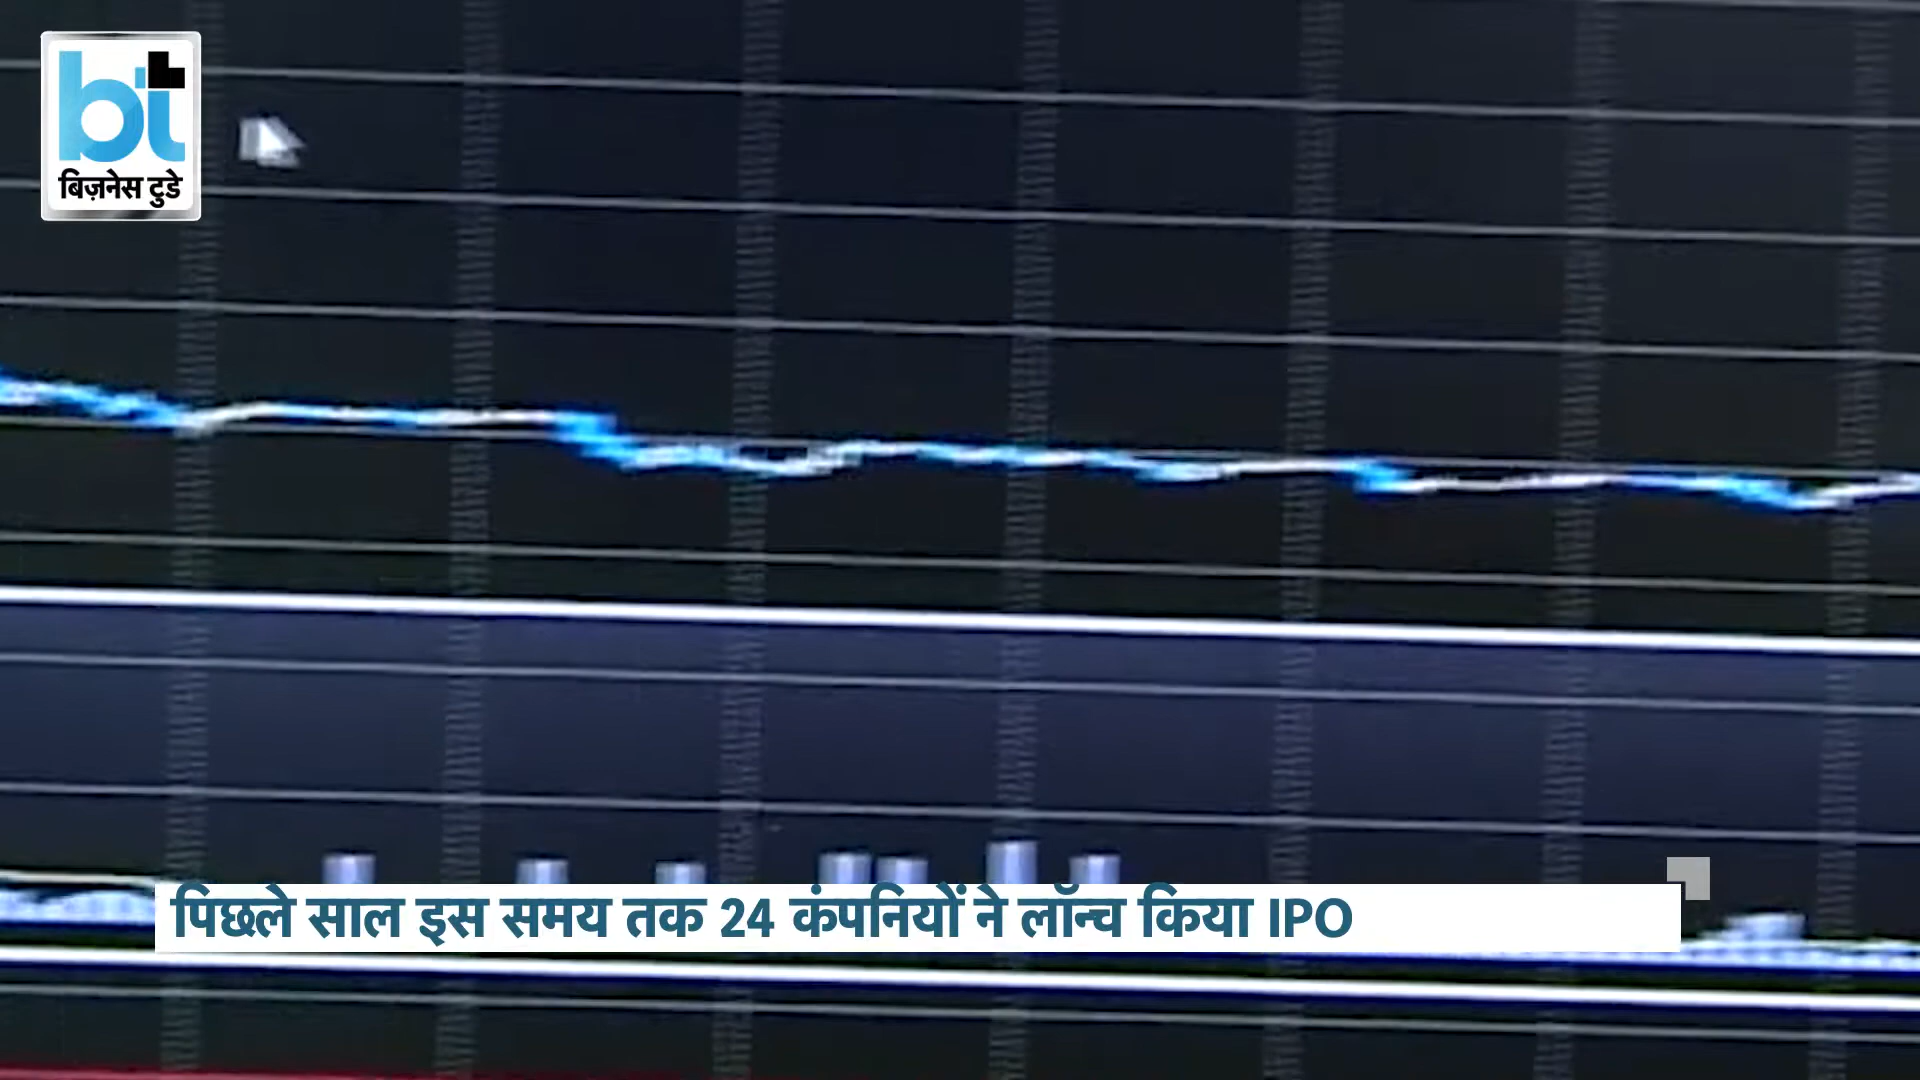 bt
बिज़नेस टुडे
पिछले साल इस समय तक 24 कंपनियों ने लॉन्च किया IPO